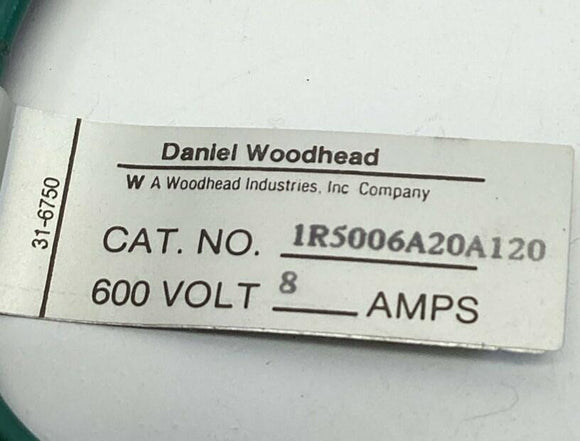 Daniel Woodhead
W A Woodhead Industries, Inc Company
CAT. NO. 1R5006A20A120
600 VOLT 8 AMPS
31-6750